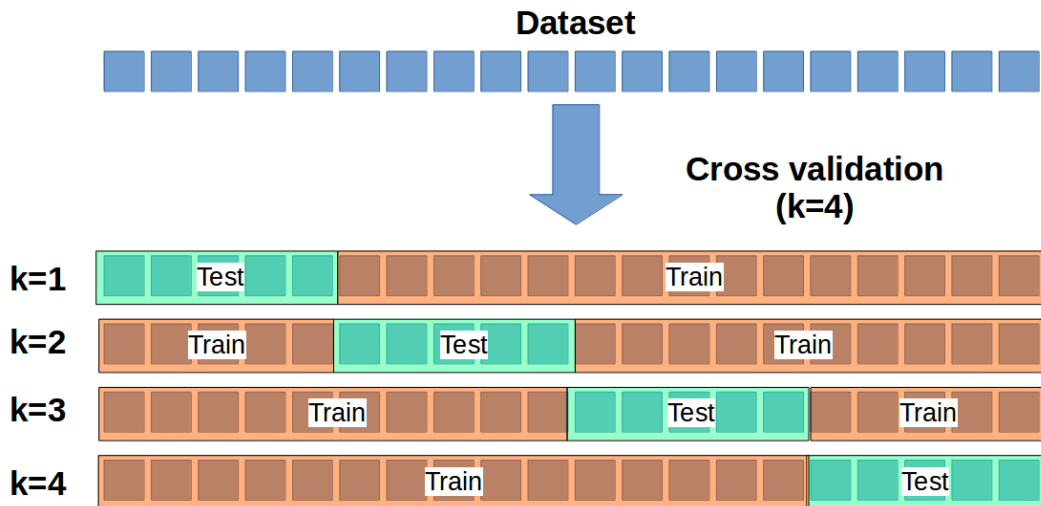 Dataset
Cross validation
(k=4)
k=1 Test Train
k=2 Train Test Train
k=3 Train Test Train
k=4 Train Test